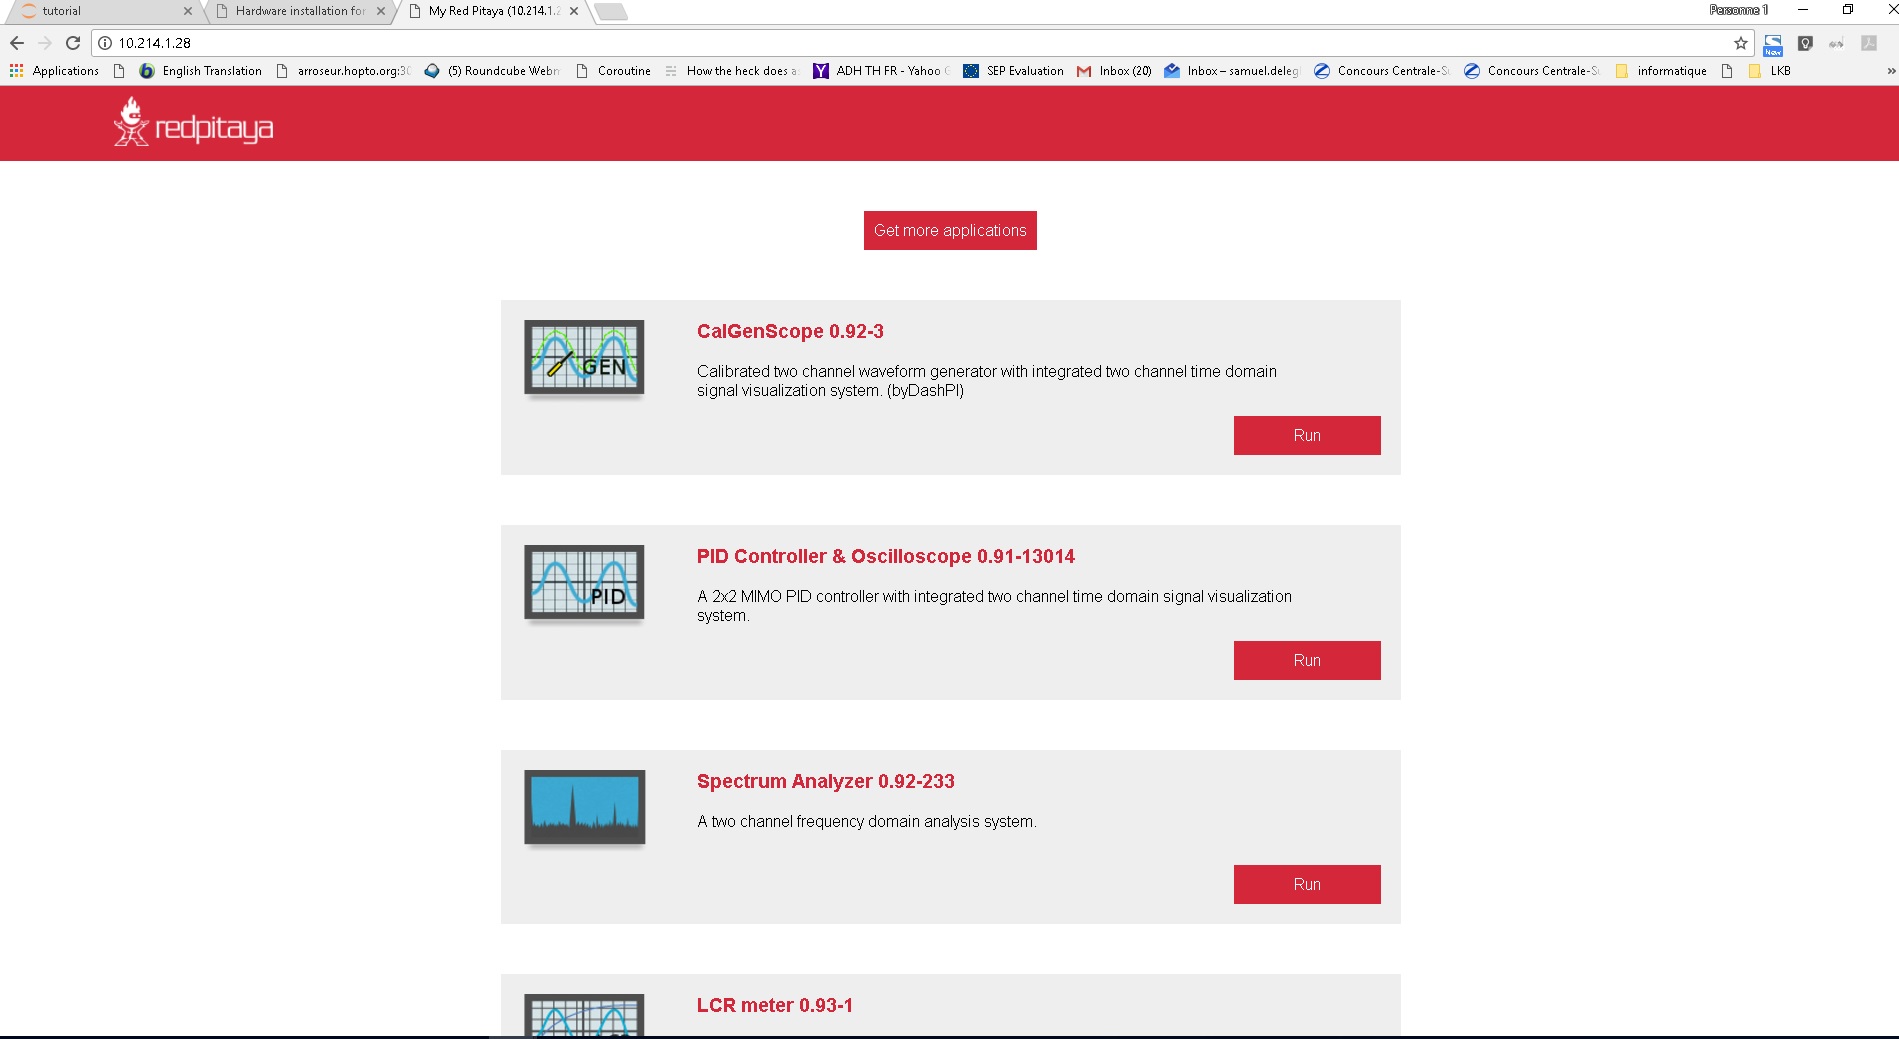 tutorial
Hardware installation for
My Red Pitaya (10.214.1.2
Personne 1
10.214.1.28
New
Applications
English Translation
arroseur.hopto.org:30
(5) Roundcube Webm
Coroutine
How the heck does a
ADH TH FR - Yahoo G
SEP Evaluation
Inbox (20)
Inbox – samuel.deleg
Concours Centrale-Su
Concours Centrale-Su
informatique
LKB
»
redpitaya
Get more applications
GEN
CalGenScope 0.92-3
Calibrated two channel waveform generator with integrated two channel time domain
signal visualization system. (byDashPI)
Run
PID
PID Controller & Oscilloscope 0.91-13014
A 2x2 MIMO PID controller with integrated two channel time domain signal visualization
system.
Run
Spectrum Analyzer 0.92-233
A two channel frequency domain analysis system.
Run
LCR meter 0.93-1